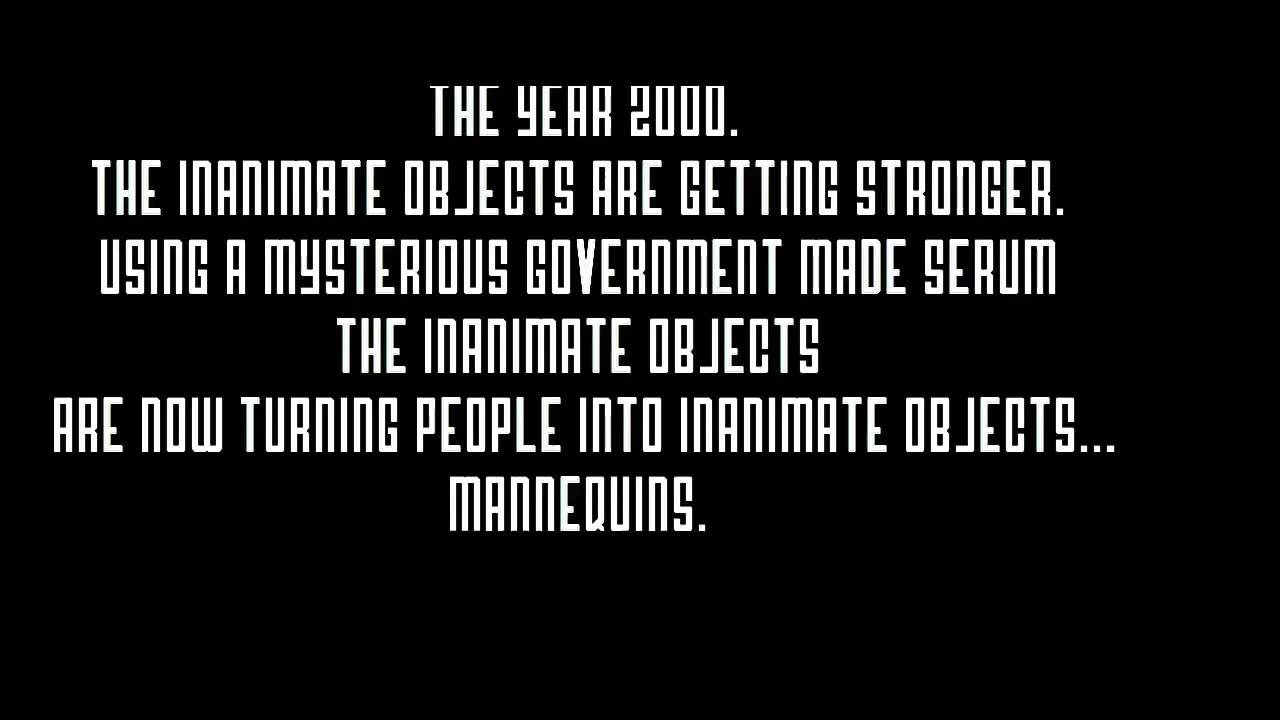 THE YEAR 2000.
THE INANIMATE OBJECTS ARE GETTING STRONGER.
USING A MYSTERIOUS GOVERNMENT MADE SERUM
THE INANIMATE OBJECTS
ARE NOW TURNING PEOPLE INTO INANIMATE OBJECTS...
MANNEQUINS.